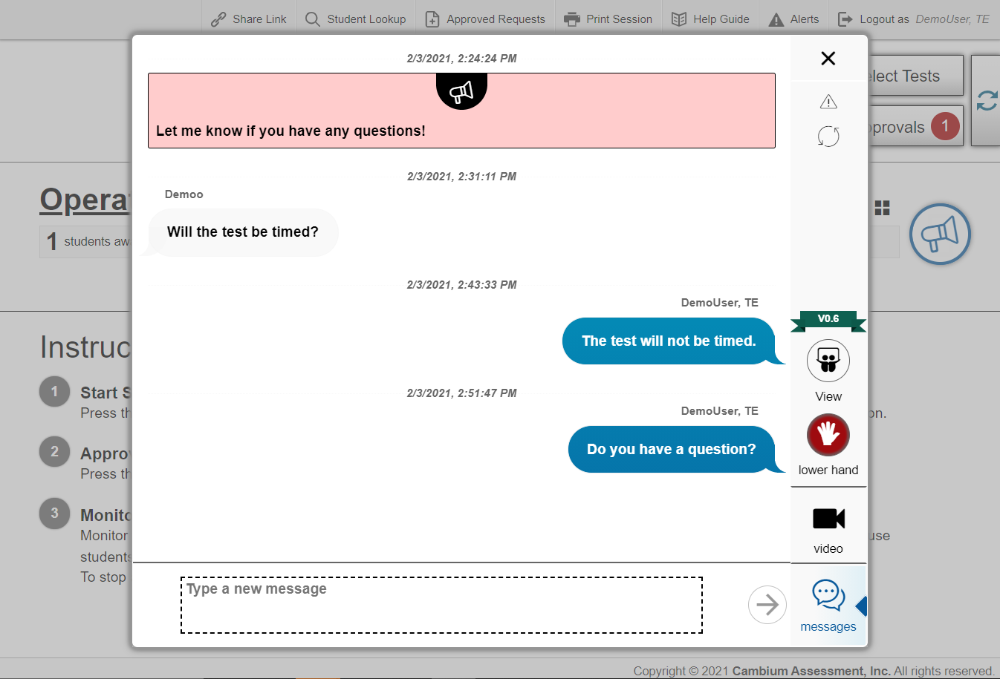 Share Link
Student Lookup
Approved Requests
Print Session
Help Guide
Alerts
Logout as DemoUser, TE
2/3/2021, 2:24:24 PM
Let me know if you have any questions!
2/3/2021, 2:31:11 PM
Demoo
Will the test be timed?
2/3/2021, 2:43:33 PM
DemoUser, TE
The test will not be timed.
2/3/2021, 2:51:47 PM
DemoUser, TE
Do you have a question?
Type a new message
V0.6
View
lower hand
video
messages
lect Tests
provals 1
Opera
1 students aw
Instruc
1 Start S
Press th
on.
2 Appro
Press th
3 Monito
Monitor
use
students
To stop
Copyright © 2021 Cambium Assessment, Inc. All rights reserved.